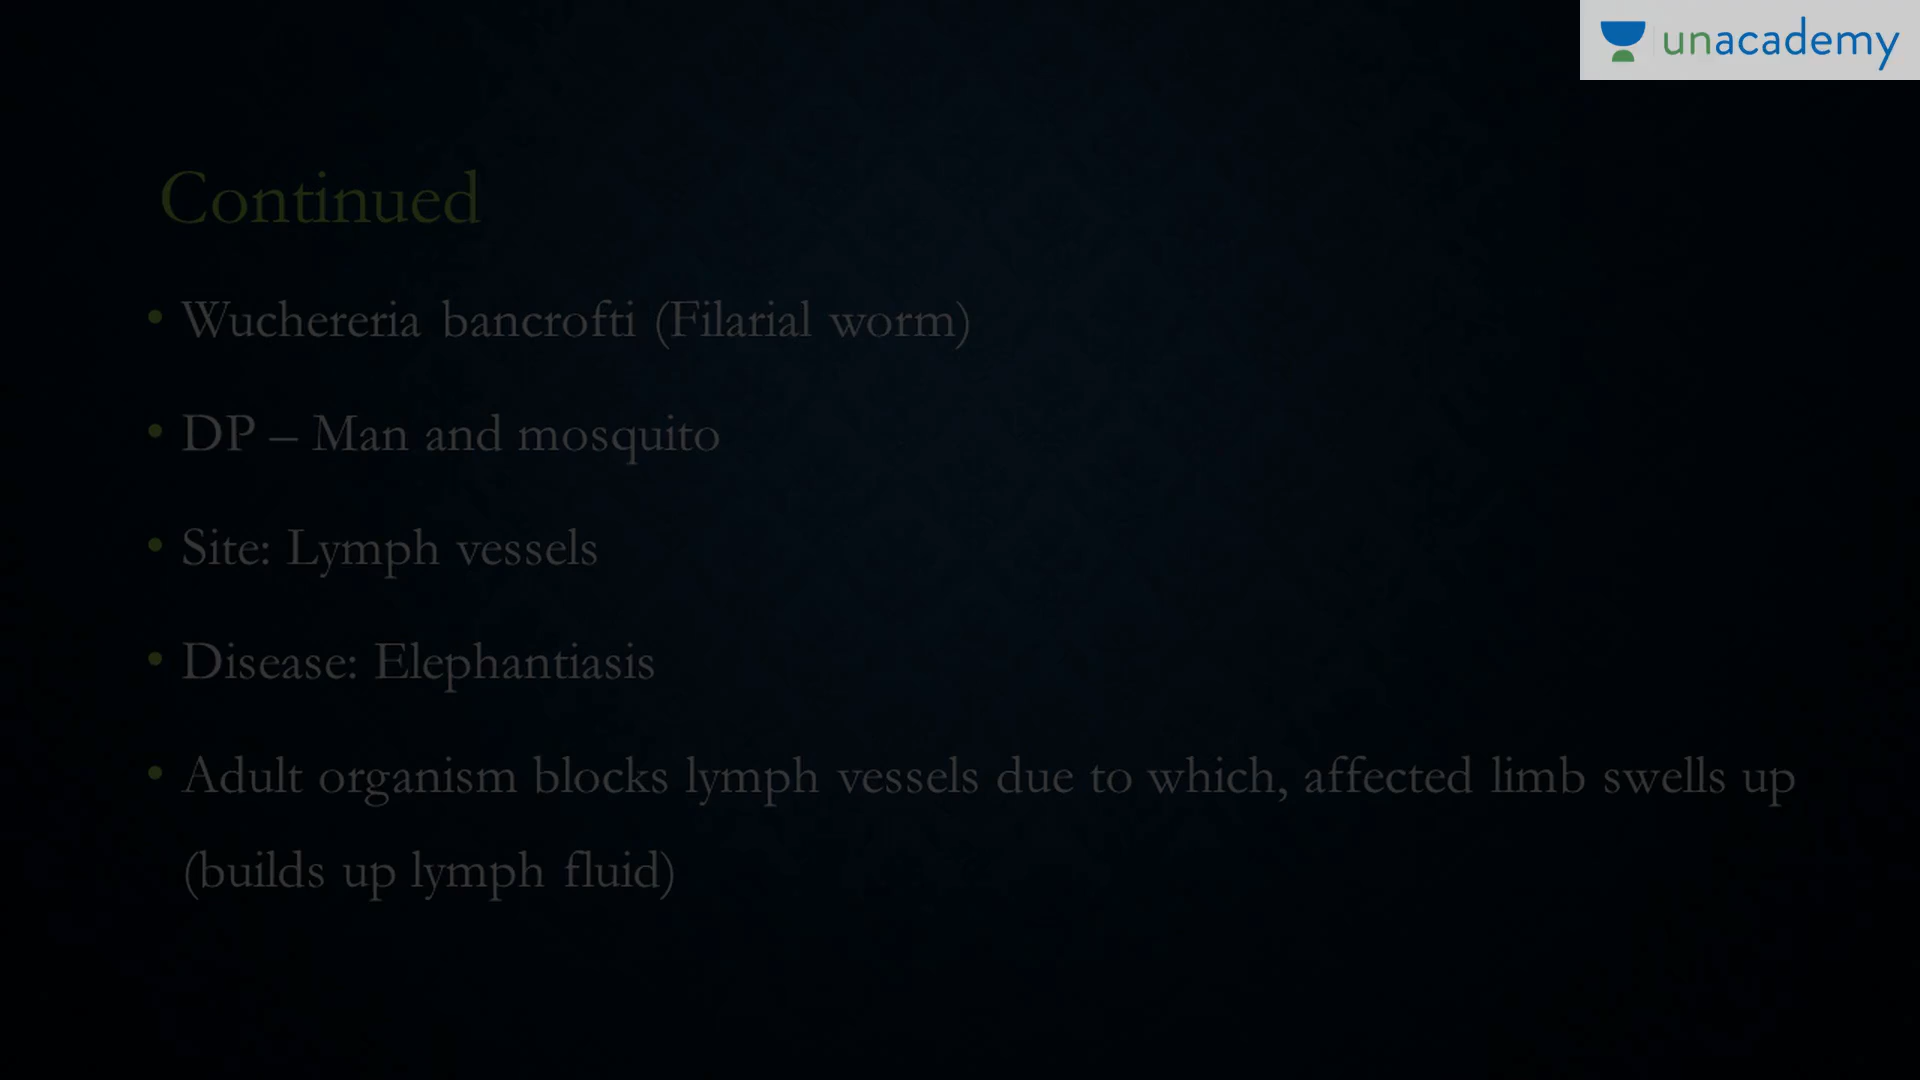 unacademy
Continued
• Wuchereria bancrofti (Filarial worm)
• DP – Man and mosquito
• Site: Lymph vessels
• Disease: Elephantiasis
• Adult organism blocks lymph vessels due to which, affected limb swells up
(builds up lymph fluid)